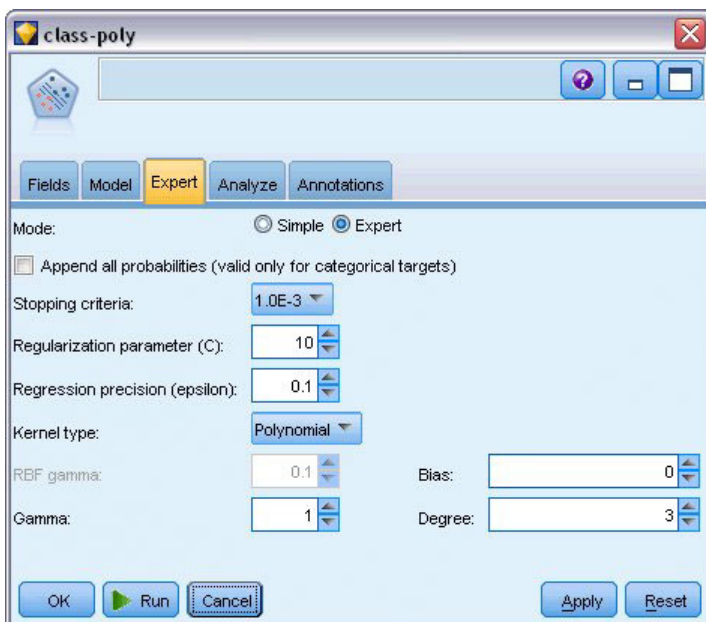 class-poly
Fields Model Expert Analyze Annotations
Mode: Simple Expert
Append all probabilities (valid only for categorical targets)
Stopping criteria: 1.0E-3
Regularization parameter (C): 10
Regression precision (epsilon): 0.1
Kernel type: Polynomial
RBF gamma: 0.1 Bias: 0
Gamma: 1 Degree: 3
OK Run Cancel Apply Reset